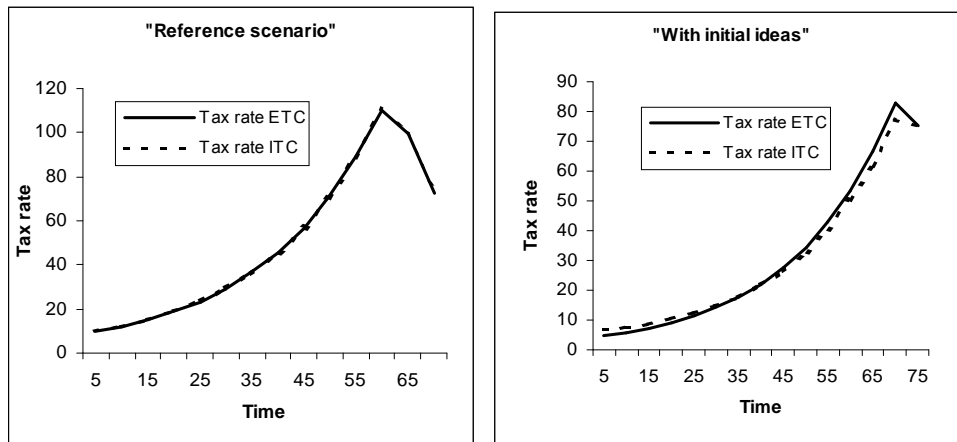 "Reference scenario"
120
100
80
60
40
20
0
Tax rate
Tax rate ETC
Tax rate ITC
5 15 25 35 45 55 65
Time
"With initial ideas"
90
80
70
60
50
40
30
20
10
0
Tax rate
Tax rate ETC
Tax rate ITC
5 15 25 35 45 55 65 75
Time